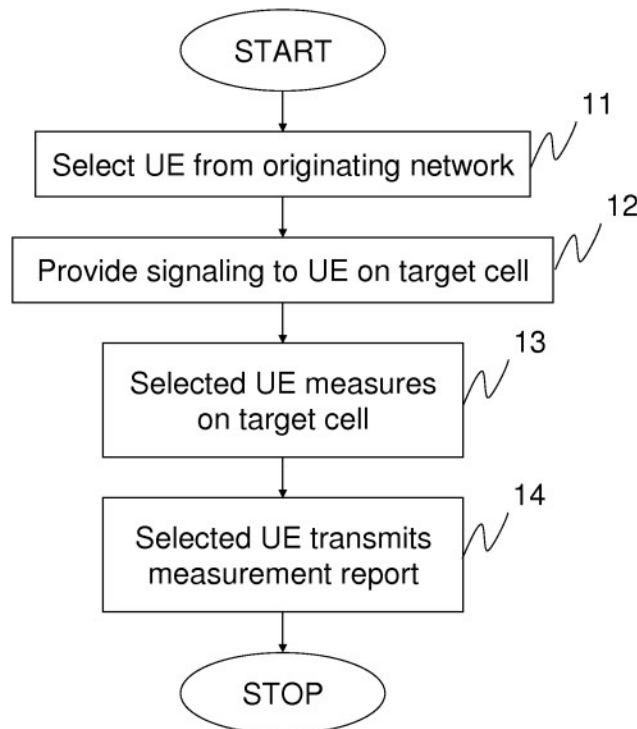 START
11
Select UE from originating network
12
Provide signaling to UE on target cell
13
Selected UE measures
on target cell
14
Selected UE transmits
measurement report
STOP